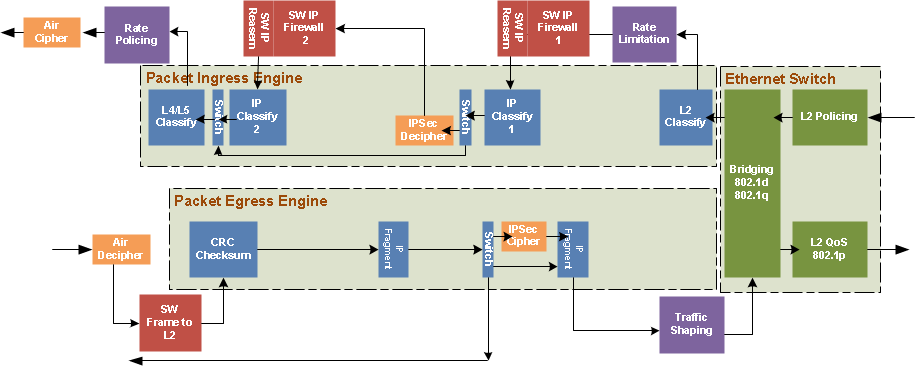 Air
Cipher
Rate
Policing
SW IP
Reasem
SW IP
Firewall
2
SW IP
Reasem
SW IP
Firewall
1
Rate
Limitation
Packet Ingress Engine
Ethernet Switch
L4/L5
Classify
Switch
IP
Classify
2
IPSec
Decipher
Switch
IP
Classify
1
L2
Classify
L2 Policing
Bridging
802.1d
802.1q
Packet Egress Engine
Air
Decipher
CRC
Checksum
IP
Fragment
Switch
IPSec
Cipher
IP
Fragment
L2 QoS
802.1p
SW
Frame to
L2
Traffic
Shaping